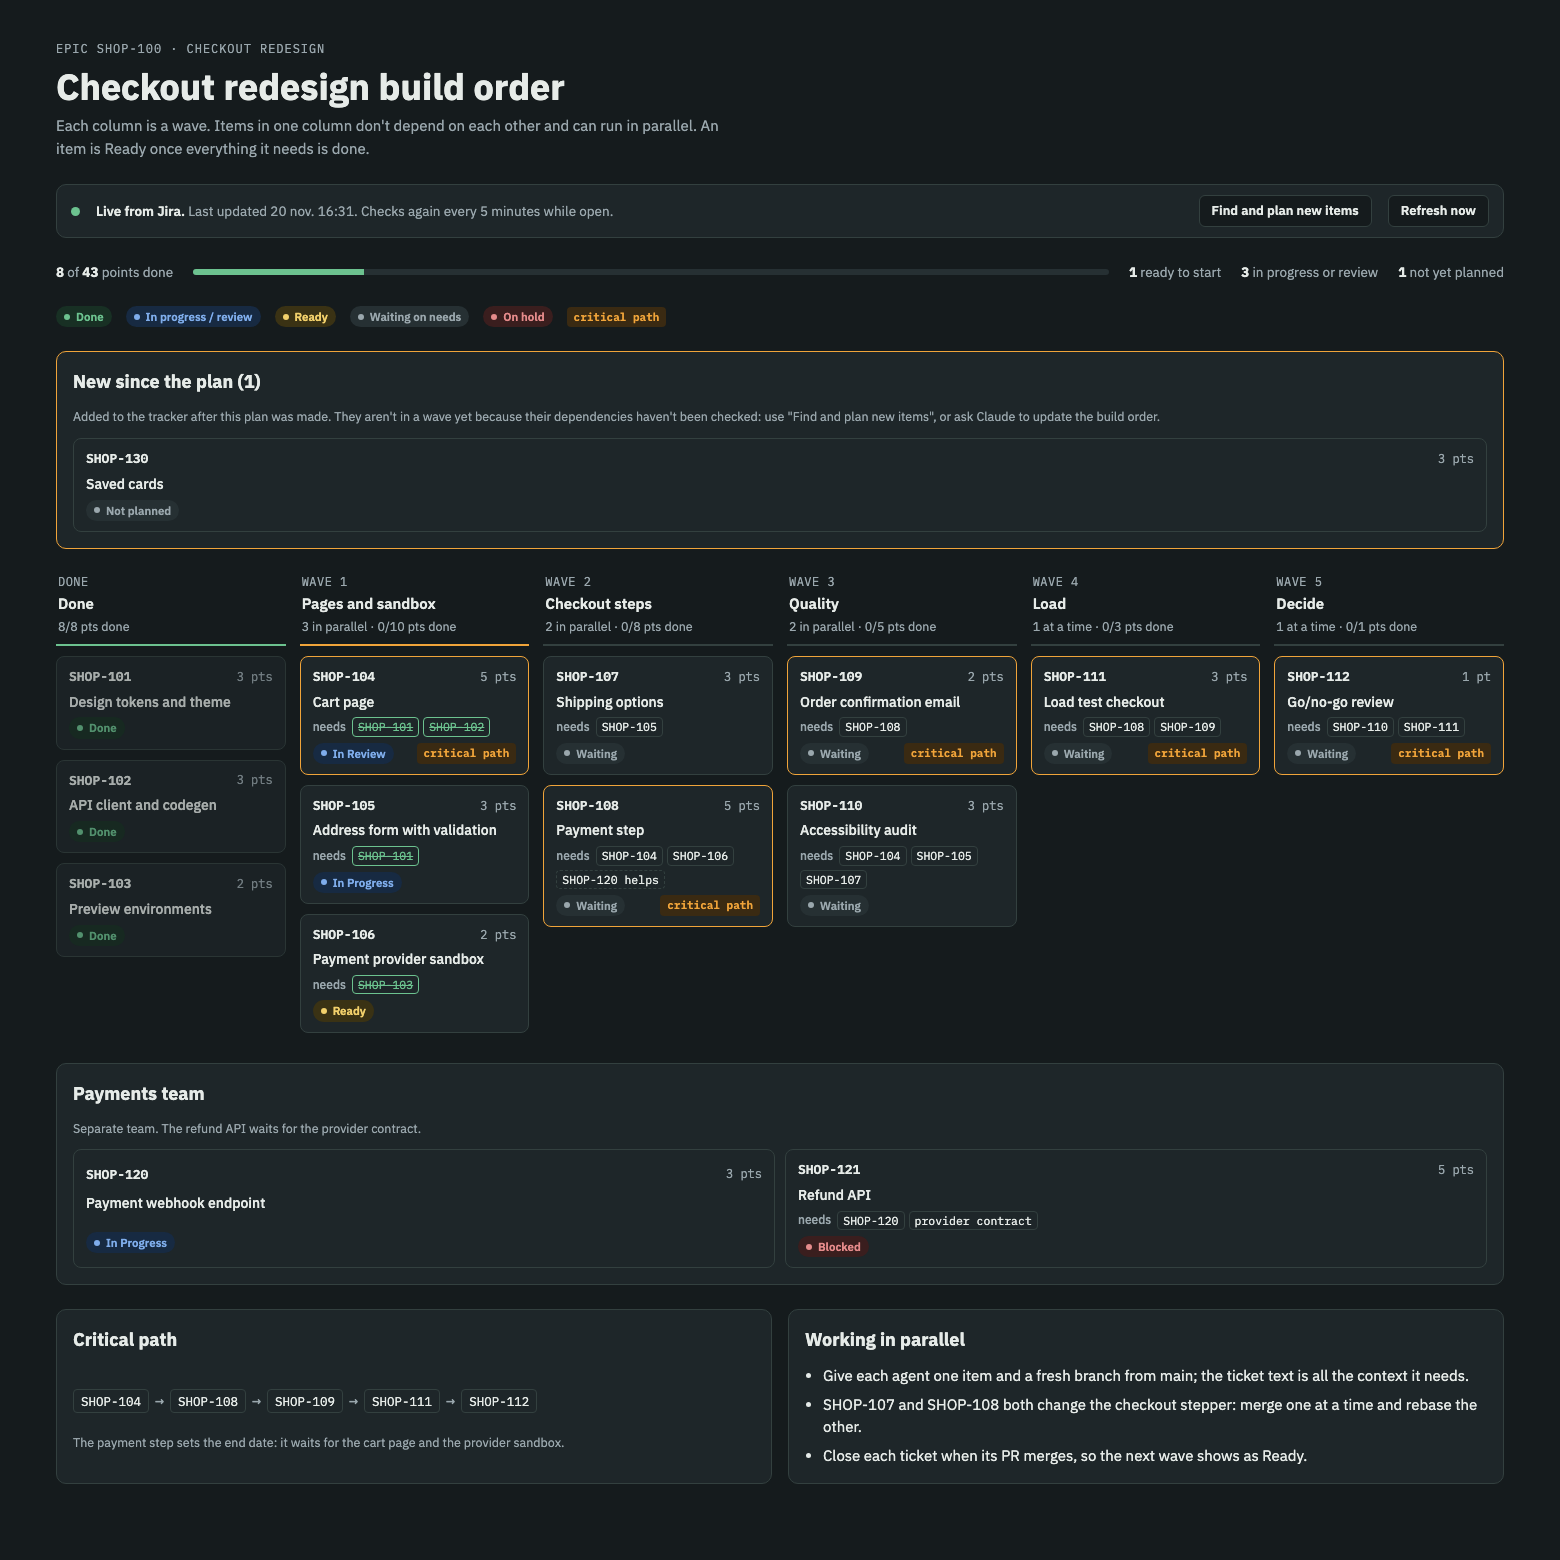 EPIC SHOP-100 · CHECKOUT REDESIGN
Checkout redesign build order
Each column is a wave. Items in one column don't depend on each other and can run in parallel. An
item is Ready once everything it needs is done.
Live from Jira. Last updated 20 nov. 16:31. Checks again every 5 minutes while open.
Find and plan new items
Refresh now
8 of 43 points done
1 ready to start
3 in progress or review
1 not yet planned
Done
In progress / review
Ready
Waiting on needs
On hold
critical path
New since the plan (1)
Added to the tracker after this plan was made. They aren't in a wave yet because their dependencies haven't been checked: use "Find and plan new items", or ask Claude to update the build order.
SHOP-130
3 pts
Saved cards
Not planned
DONE
Done
8/8 pts done
SHOP-101
3 pts
Design tokens and theme
Done
SHOP-102
3 pts
API client and codegen
Done
SHOP-103
2 pts
Preview environments
Done
WAVE 1
Pages and sandbox
3 in parallel · 0/10 pts done
SHOP-104
5 pts
Cart page
needs SHOP-101 SHOP-102
In Review
critical path
SHOP-105
3 pts
Address form with validation
needs SHOP-101
In Progress
SHOP-106
2 pts
Payment provider sandbox
needs SHOP-103
Ready
WAVE 2
Checkout steps
2 in parallel · 0/8 pts done
SHOP-107
3 pts
Shipping options
needs SHOP-105
Waiting
SHOP-108
5 pts
Payment step
needs SHOP-104 SHOP-106
SHOP-120 helps
Waiting
critical path
WAVE 3
Quality
2 in parallel · 0/5 pts done
SHOP-109
2 pts
Order confirmation email
needs SHOP-108
Waiting
critical path
SHOP-110
3 pts
Accessibility audit
needs SHOP-104 SHOP-105
SHOP-107
Waiting
WAVE 4
Load
1 at a time · 0/3 pts done
SHOP-111
3 pts
Load test checkout
needs SHOP-108 SHOP-109
Waiting
critical path
WAVE 5
Decide
1 at a time · 0/1 pts done
SHOP-112
1 pt
Go/no-go review
needs SHOP-110 SHOP-111
Waiting
critical path
Payments team
Separate team. The refund API waits for the provider contract.
SHOP-120
3 pts
Payment webhook endpoint
In Progress
SHOP-121
5 pts
Refund API
needs SHOP-120 provider contract
Blocked
Critical path
SHOP-104 → SHOP-108 → SHOP-109 → SHOP-111 → SHOP-112
The payment step sets the end date: it waits for the cart page and the provider sandbox.
Working in parallel
• Give each agent one item and a fresh branch from main; the ticket text is all the context it needs.
• SHOP-107 and SHOP-108 both change the checkout stepper: merge one at a time and rebase the
other.
• Close each ticket when its PR merges, so the next wave shows as Ready.